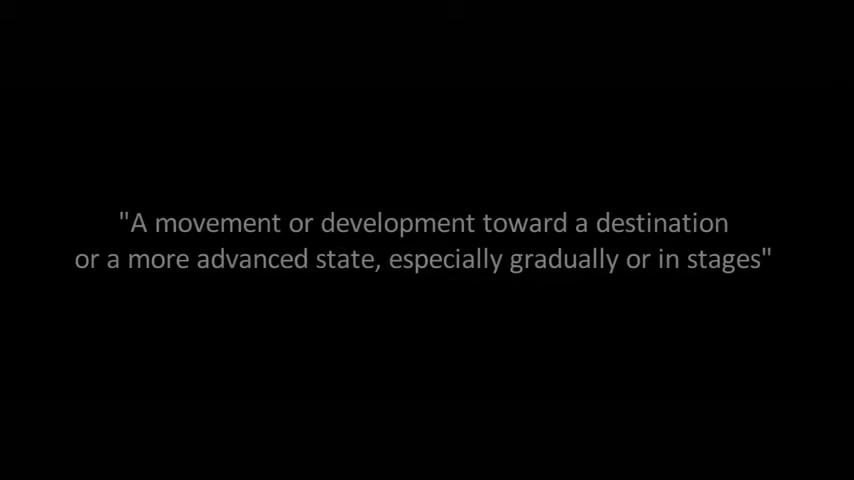 "A movement or development toward a destination
or a more advanced state, especially gradually or in stages"